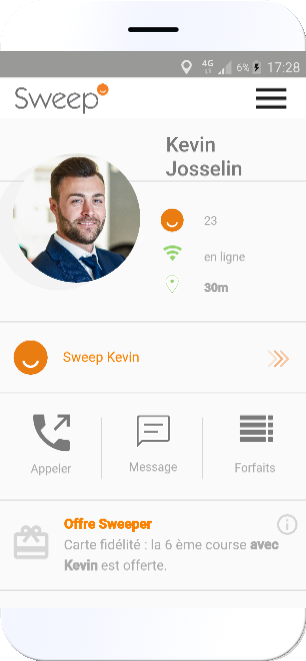 4G 6% 17:28
Sweep
Kevin
Josselin
23
en ligne
30m
Sweep Kevin
Appeler
Message
Forfaits
Offre Sweeper
Carte fidélité : la 6 ème course avec
Kevin est offerte.